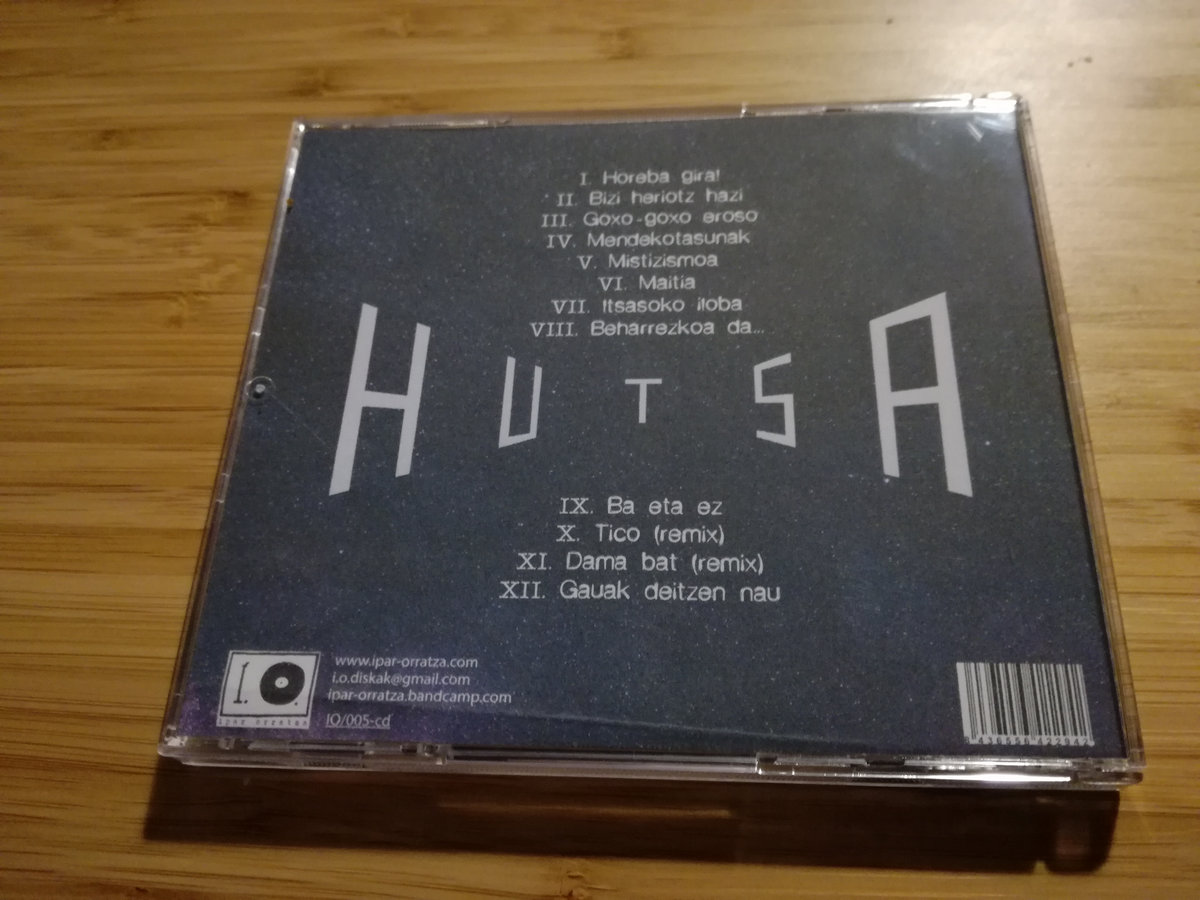 I. Horeba gira!
II. Bizi heriotz hazi
III. Goxo-goxo eroso
IV. Mendekotasunak
V. Mistizismoa
VI. Maitia
VII. Itsasoko iloba
VIII. Beharrezkoa da...
HUTSA
IX. Ba eta ez
X. Tico (remix)
XI. Dama bat (remix)
XII. Gauak deitzen nau
I.O.
ipar orratza
www.ipar-orratza.com
i.o.diskak@gmail.com
ipar-orratza.bandcamp.com
IO/005-cd